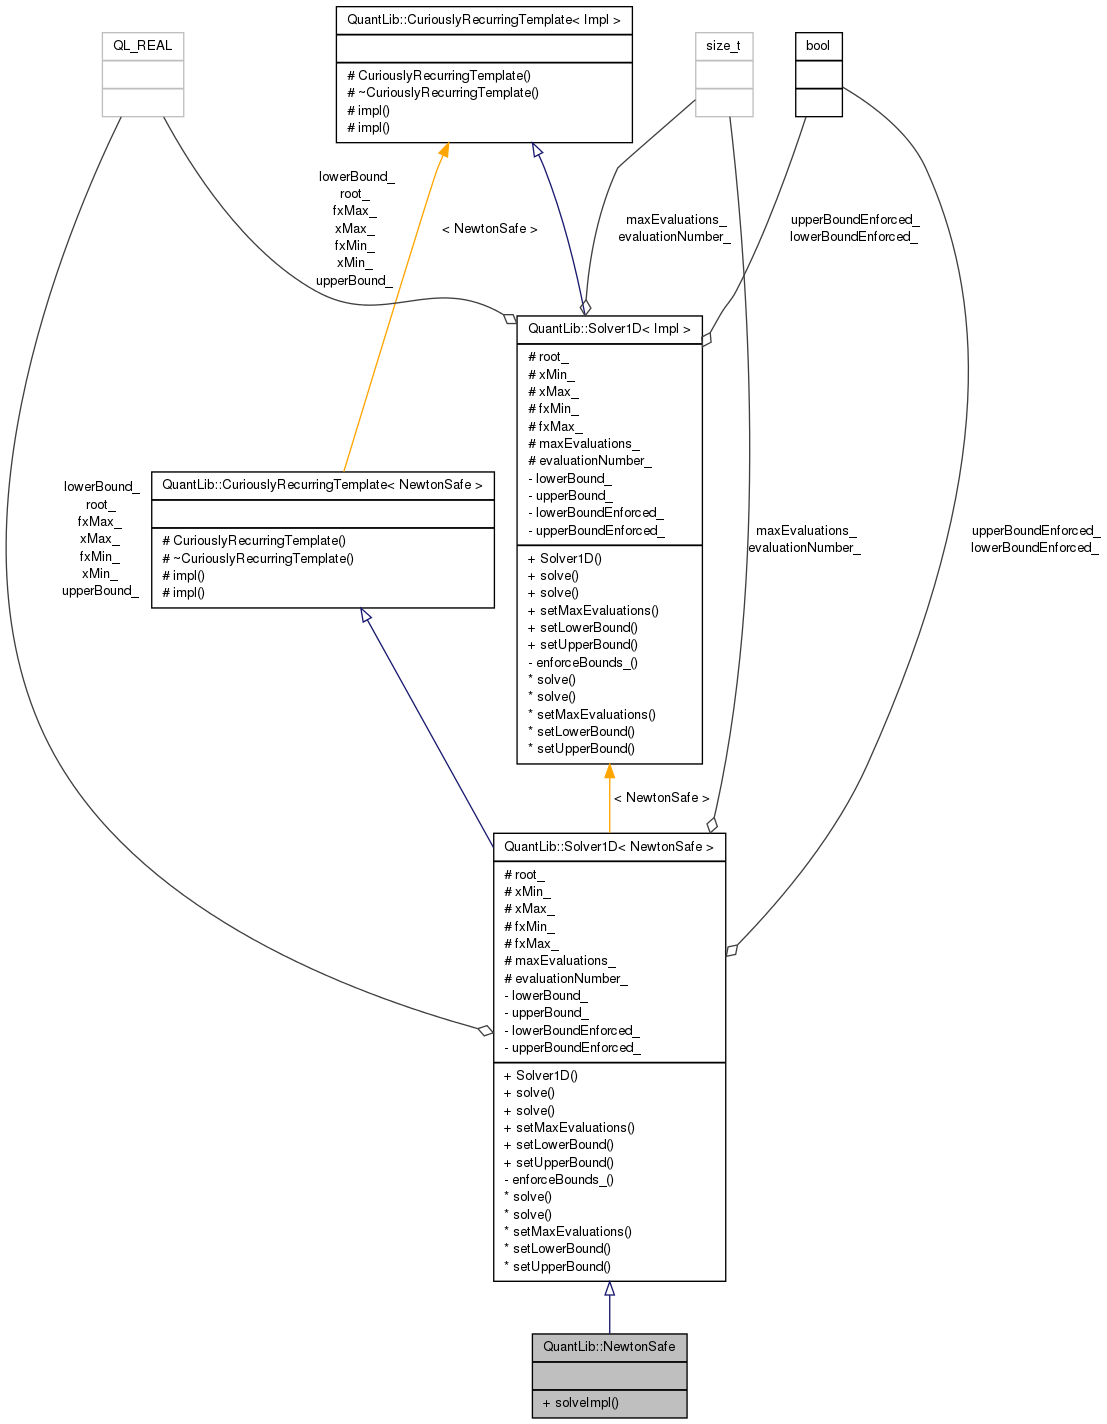 QuantLib::CuriouslyRecurringTemplate< Impl >
# CuriouslyRecurringTemplate()
# ~CuriouslyRecurringTemplate()
# impl()
# impl()
QL_REAL
size_t
bool
lowerBound_
root_
fxMax_
xMax_
fxMin_
xMin_
upperBound_
< NewtonSafe >
maxEvaluations_
evaluationNumber_
upperBoundEnforced_
lowerBoundEnforced_
QuantLib::Solver1D< Impl >
# root_
# xMin_
# xMax_
# fxMin_
# fxMax_
# maxEvaluations_
# evaluationNumber_
- lowerBound_
- upperBound_
- lowerBoundEnforced_
- upperBoundEnforced_
+ Solver1D()
+ solve()
+ solve()
+ setMaxEvaluations()
+ setLowerBound()
+ setUpperBound()
- enforceBounds_()
* solve()
* solve()
* setMaxEvaluations()
* setLowerBound()
* setUpperBound()
QuantLib::CuriouslyRecurringTemplate< NewtonSafe >
# CuriouslyRecurringTemplate()
# ~CuriouslyRecurringTemplate()
# impl()
# impl()
lowerBound_
root_
fxMax_
xMax_
fxMin_
xMin_
upperBound_
maxEvaluations_
evaluationNumber_
upperBoundEnforced_
lowerBoundEnforced_
< NewtonSafe >
QuantLib::Solver1D< NewtonSafe >
# root_
# xMin_
# xMax_
# fxMin_
# fxMax_
# maxEvaluations_
# evaluationNumber_
- lowerBound_
- upperBound_
- lowerBoundEnforced_
- upperBoundEnforced_
+ Solver1D()
+ solve()
+ solve()
+ setMaxEvaluations()
+ setLowerBound()
+ setUpperBound()
- enforceBounds_()
* solve()
* solve()
* setMaxEvaluations()
* setLowerBound()
* setUpperBound()
QuantLib::NewtonSafe
+ solveImpl()